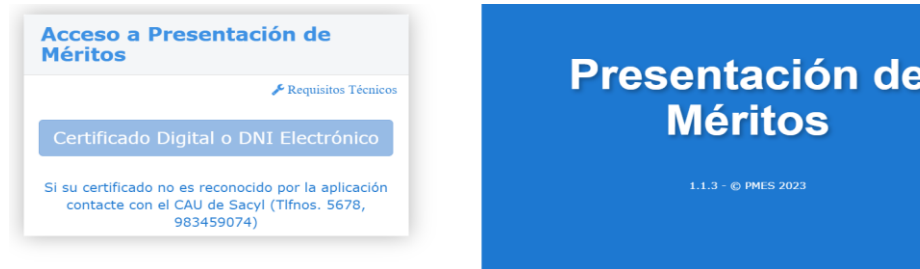 Acceso a Presentación de
Méritos
Requisitos Técnicos
Certificado Digital o DNI Electrónico
Si su certificado no es reconocido por la aplicación
contacte con el CAU de Sacyl (Tlfnos. 5678,
983459074)
Presentación de
Méritos
1.1.3 - © PMES 2023